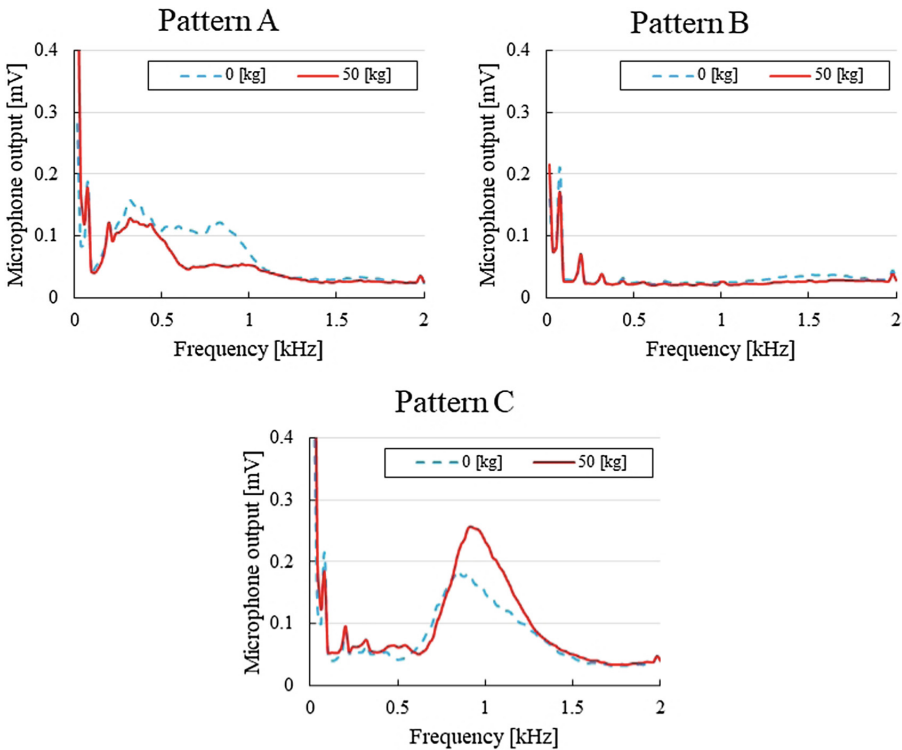 Pattern A
0.4
0 [kg] 50 [kg]
0.3
0.2
0.1
0
Microphone output [mV]
0 0.5 1 1.5 2
Frequency [kHz]
Pattern B
0.4
0 [kg] 50 [kg]
0.3
0.2
0.1
0
Microphone output [mV]
0 0.5 1 1.5 2
Frequency [kHz]
Pattern C
0.4
0 [kg] 50 [kg]
0.3
0.2
0.1
0
Microphone output [mV]
0 0.5 1 1.5 2
Frequency [kHz]